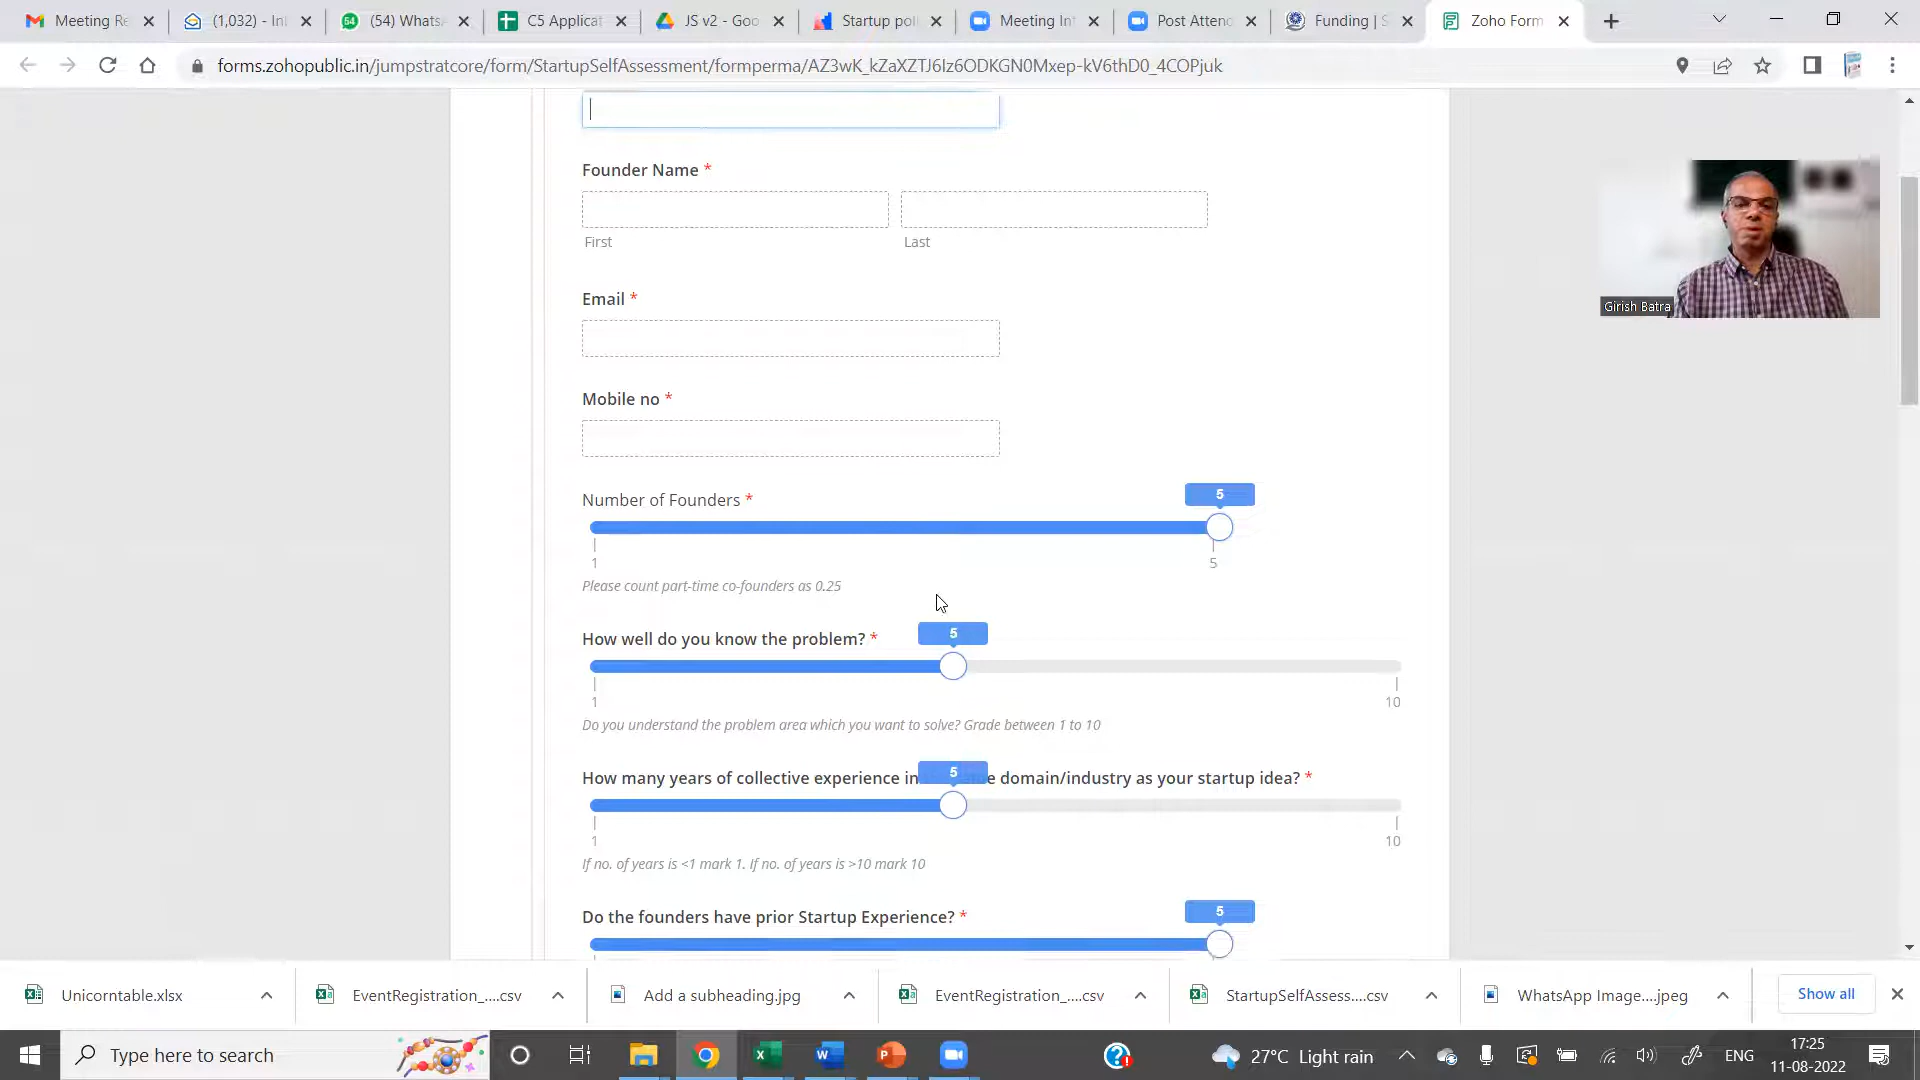 Meeting Re
(1,032) - In
(54) Whats
C5 Applicat
JS v2 - Goo
Startup pol
Meeting In
Post Atten
Funding | S
Zoho Form
forms.zohopublic.in/jumpstratcore/form/StartupSelfAssessment/formperma/AZ3wK_kZaXZTJ6Iz6ODKGN0Mxep-kV6thD0_4COPjuk
Founder Name *
First
Last
Girish Batra
Email *
Mobile no *
Number of Founders *
5
1
5
Please count part-time co-founders as 0.25
How well do you know the problem? *
5
1
10
Do you understand the problem area which you want to solve? Grade between 1 to 10
How many years of collective experience in domain/industry as your startup idea? *
5
1
10
If no. of years is <1 mark 1. If no. of years is >10 mark 10
Do the founders have prior Startup Experience? *
5
Unicorntable.xlsx
EventRegistration_....csv
Add a subheading.jpg
EventRegistration_....csv
StartupSelfAssess....csv
WhatsApp Image....jpeg
Show all
Type here to search
27°C Light rain
ENG
17:25
11-08-2022